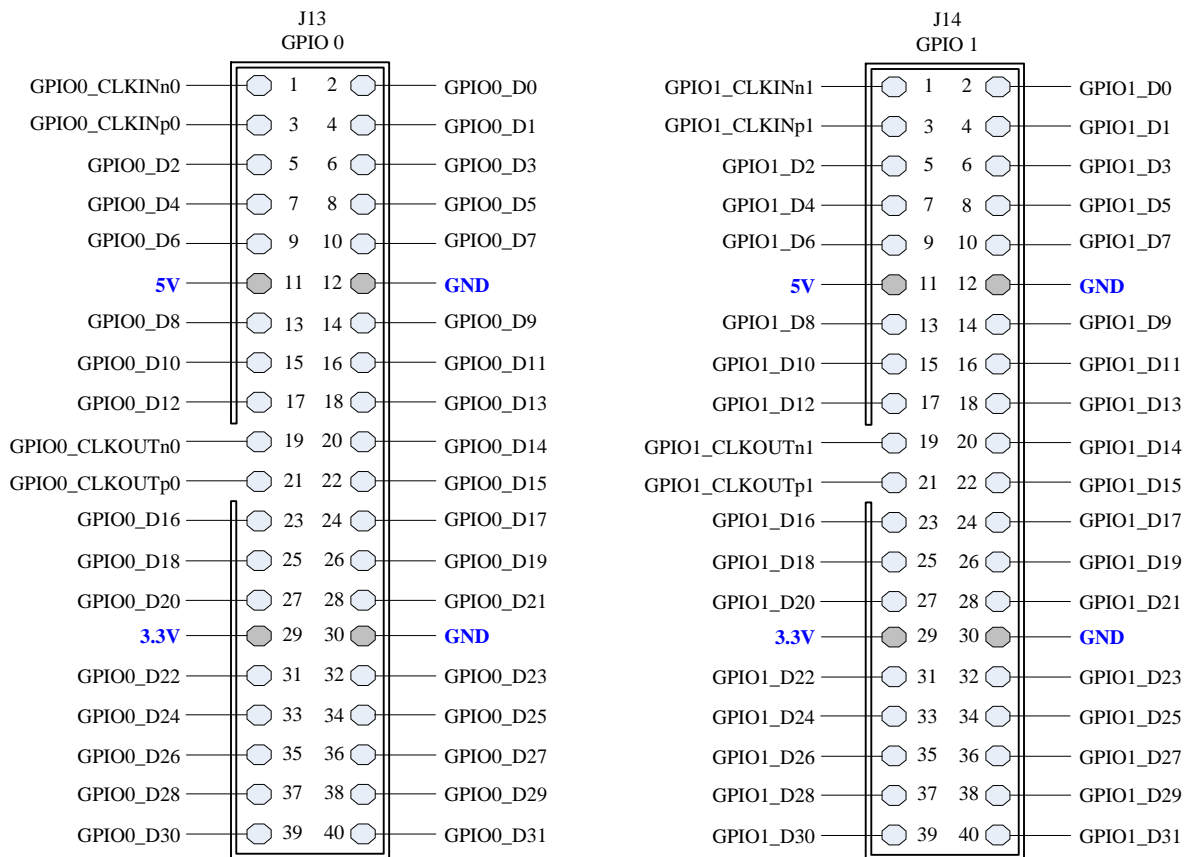 J13
GPIO 0
GPIO0_CLKINn0 1 2 GPIO0_D0
GPIO0_CLKINp0 3 4 GPIO0_D1
GPIO0_D2 5 6 GPIO0_D3
GPIO0_D4 7 8 GPIO0_D5
GPIO0_D6 9 10 GPIO0_D7
5V 11 12 GND
GPIO0_D8 13 14 GPIO0_D9
GPIO0_D10 15 16 GPIO0_D11
GPIO0_D12 17 18 GPIO0_D13
GPIO0_CLKOUTn0 19 20 GPIO0_D14
GPIO0_CLKOUTp0 21 22 GPIO0_D15
GPIO0_D16 23 24 GPIO0_D17
GPIO0_D18 25 26 GPIO0_D19
GPIO0_D20 27 28 GPIO0_D21
3.3V 29 30 GND
GPIO0_D22 31 32 GPIO0_D23
GPIO0_D24 33 34 GPIO0_D25
GPIO0_D26 35 36 GPIO0_D27
GPIO0_D28 37 38 GPIO0_D29
GPIO0_D30 39 40 GPIO0_D31
J14
GPIO 1
GPIO1_CLKINn1 1 2 GPIO1_D0
GPIO1_CLKINp1 3 4 GPIO1_D1
GPIO1_D2 5 6 GPIO1_D3
GPIO1_D4 7 8 GPIO1_D5
GPIO1_D6 9 10 GPIO1_D7
5V 11 12 GND
GPIO1_D8 13 14 GPIO1_D9
GPIO1_D10 15 16 GPIO1_D11
GPIO1_D12 17 18 GPIO1_D13
GPIO1_CLKOUTn1 19 20 GPIO1_D14
GPIO1_CLKOUTp1 21 22 GPIO1_D15
GPIO1_D16 23 24 GPIO1_D17
GPIO1_D18 25 26 GPIO1_D19
GPIO1_D20 27 28 GPIO1_D21
3.3V 29 30 GND
GPIO1_D22 31 32 GPIO1_D23
GPIO1_D24 33 34 GPIO1_D25
GPIO1_D26 35 36 GPIO1_D27
GPIO1_D28 37 38 GPIO1_D29
GPIO1_D30 39 40 GPIO1_D31